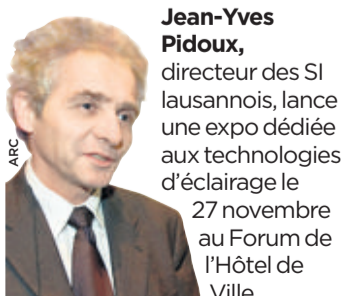 Jean-Yves
Pidoux,
directeur des SI
lausannois, lance
une expo dédiée
aux technologies
d’éclairage le
27 novembre
au Forum de
l’Hôtel de
Ville
ARC